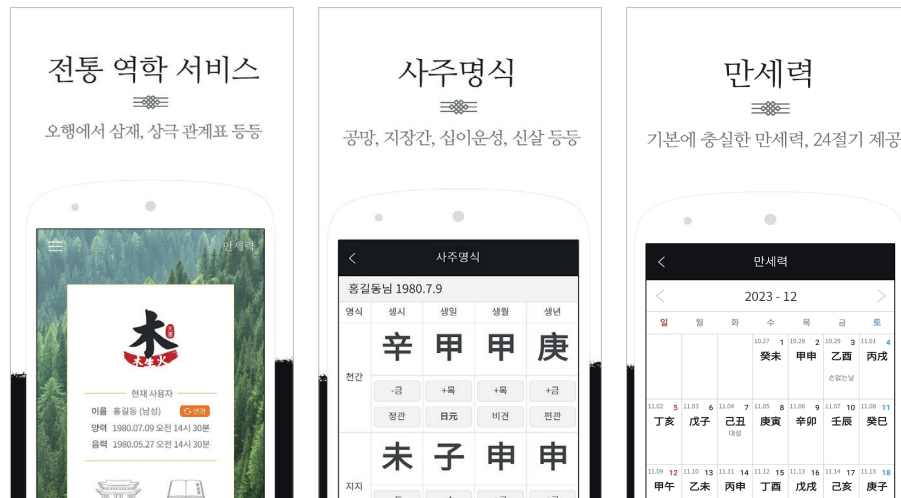 전통 역학 서비스
오행에서 삼재, 상극 관계표 등등
만세력
木
木生火
현재 사용자
이름 홍길동 (남성) 변경
양력 1980.07.09 오전 14시 30분
음력 1980.05.27 오전 14시 30분
사주명식
공망, 지장간, 십이운성, 신살 등등
사주명식
홍길동님 1980.7.9
명식 생시 생일 생월 생년
辛 甲 甲 庚
천간
-금 +목 +목 +금
정관 日元 비견 편관
未 子 申 申
지지
만세력
기본에 충실한 만세력, 24절기 제공
만세력
2023 - 12
일 월 화 수 목 금 토
10.27 1 10.28 2 10.29 3 11.01 4
癸未 甲申 乙酉 丙戌
손없는날
11.02 5 11.03 6 11.04 7 11.05 8 11.06 9 11.07 10 11.08 11
丁亥 戊子 己丑 庚寅 辛卯 壬辰 癸巳
대설
11.09 12 11.10 13 11.11 14 11.12 15 11.13 16 11.14 17 11.15 18
甲午 乙未 丙申 丁酉 戊戌 己亥 庚子